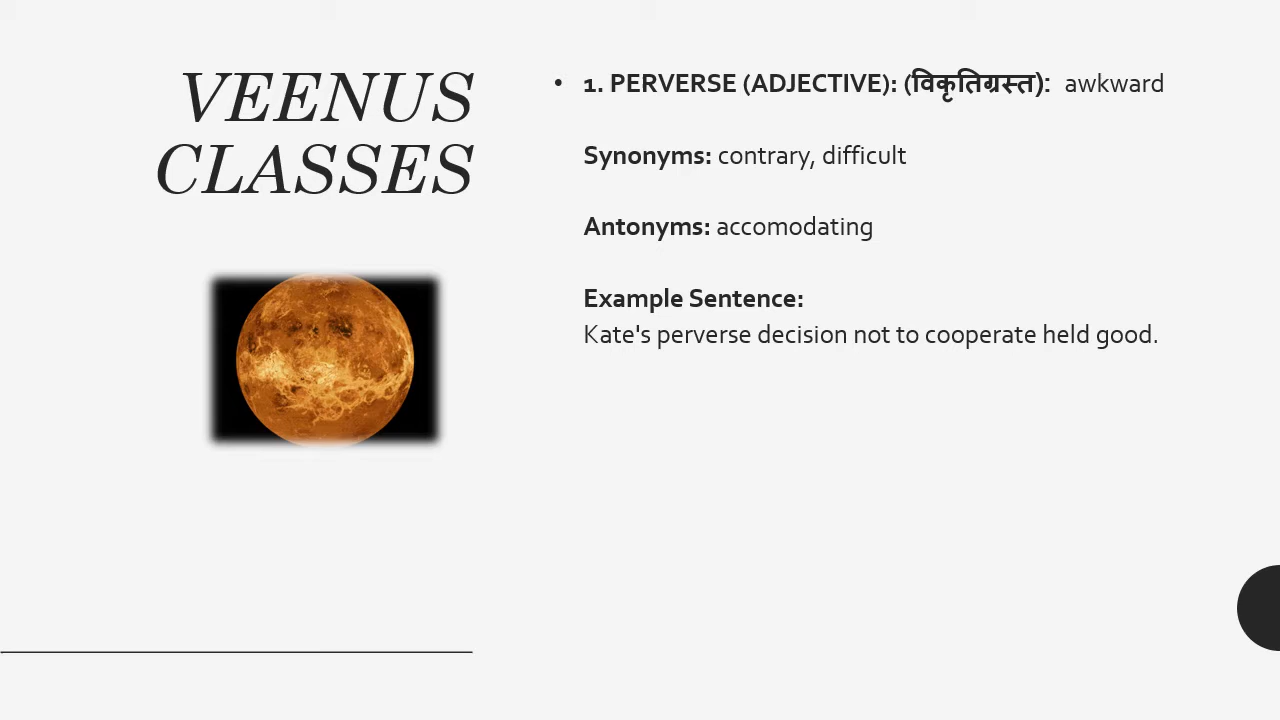 VEENUS
CLASSES
• 1. PERVERSE (ADJECTIVE): (विकृतिग्रस्त): awkward
Synonyms: contrary, difficult
Antonyms: accomodating
Example Sentence:
Kate's perverse decision not to cooperate held good.